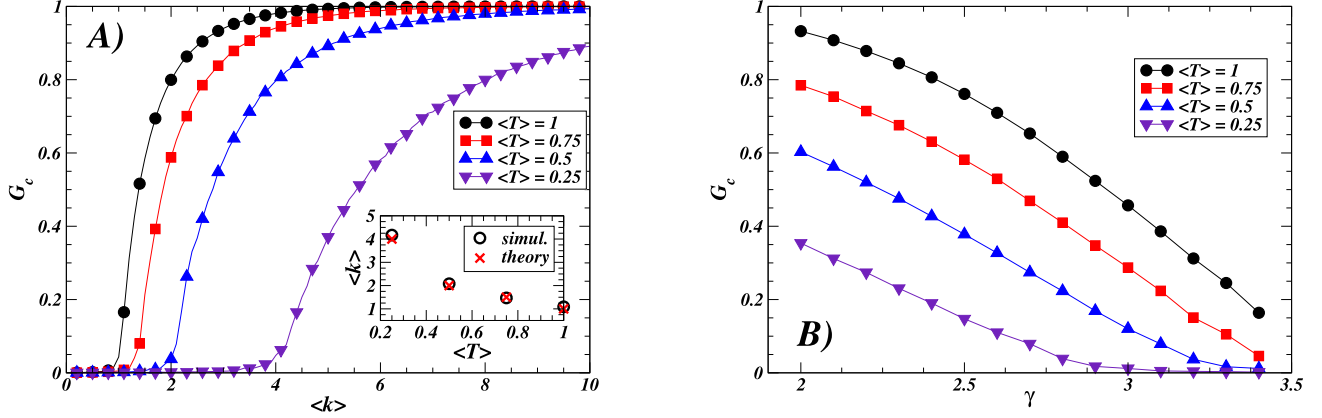 A)
G_c
1
0.8
0.6
0.4
0.2
0
0 2 4 6 8 10
<k>
<T> = 1
<T> = 0.75
<T> = 0.5
<T> = 0.25
<k>
5
4
3
2
1
0.2 0.4 0.6 0.8 1
<T>
simul.
theory
B)
G_c
1
0.8
0.6
0.4
0.2
0
2 2.5 3 3.5
γ
<T> = 1
<T> = 0.75
<T> = 0.5
<T> = 0.25